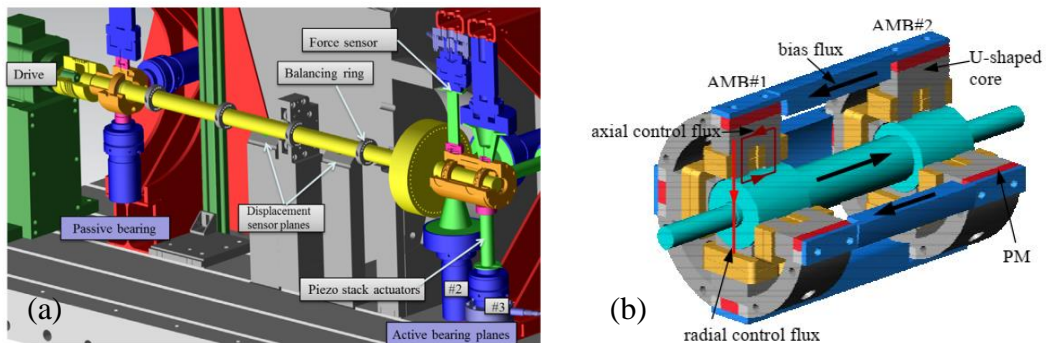 Force sensor
Balancing ring
Drive
Passive bearing
Displacement
sensor planes
Piezo stack actuators
#2
#3
Active bearing planes
(a)
AMB#2
bias flux
U-shaped
core
AMB#1
axial control flux
PM
radial control flux
(b)